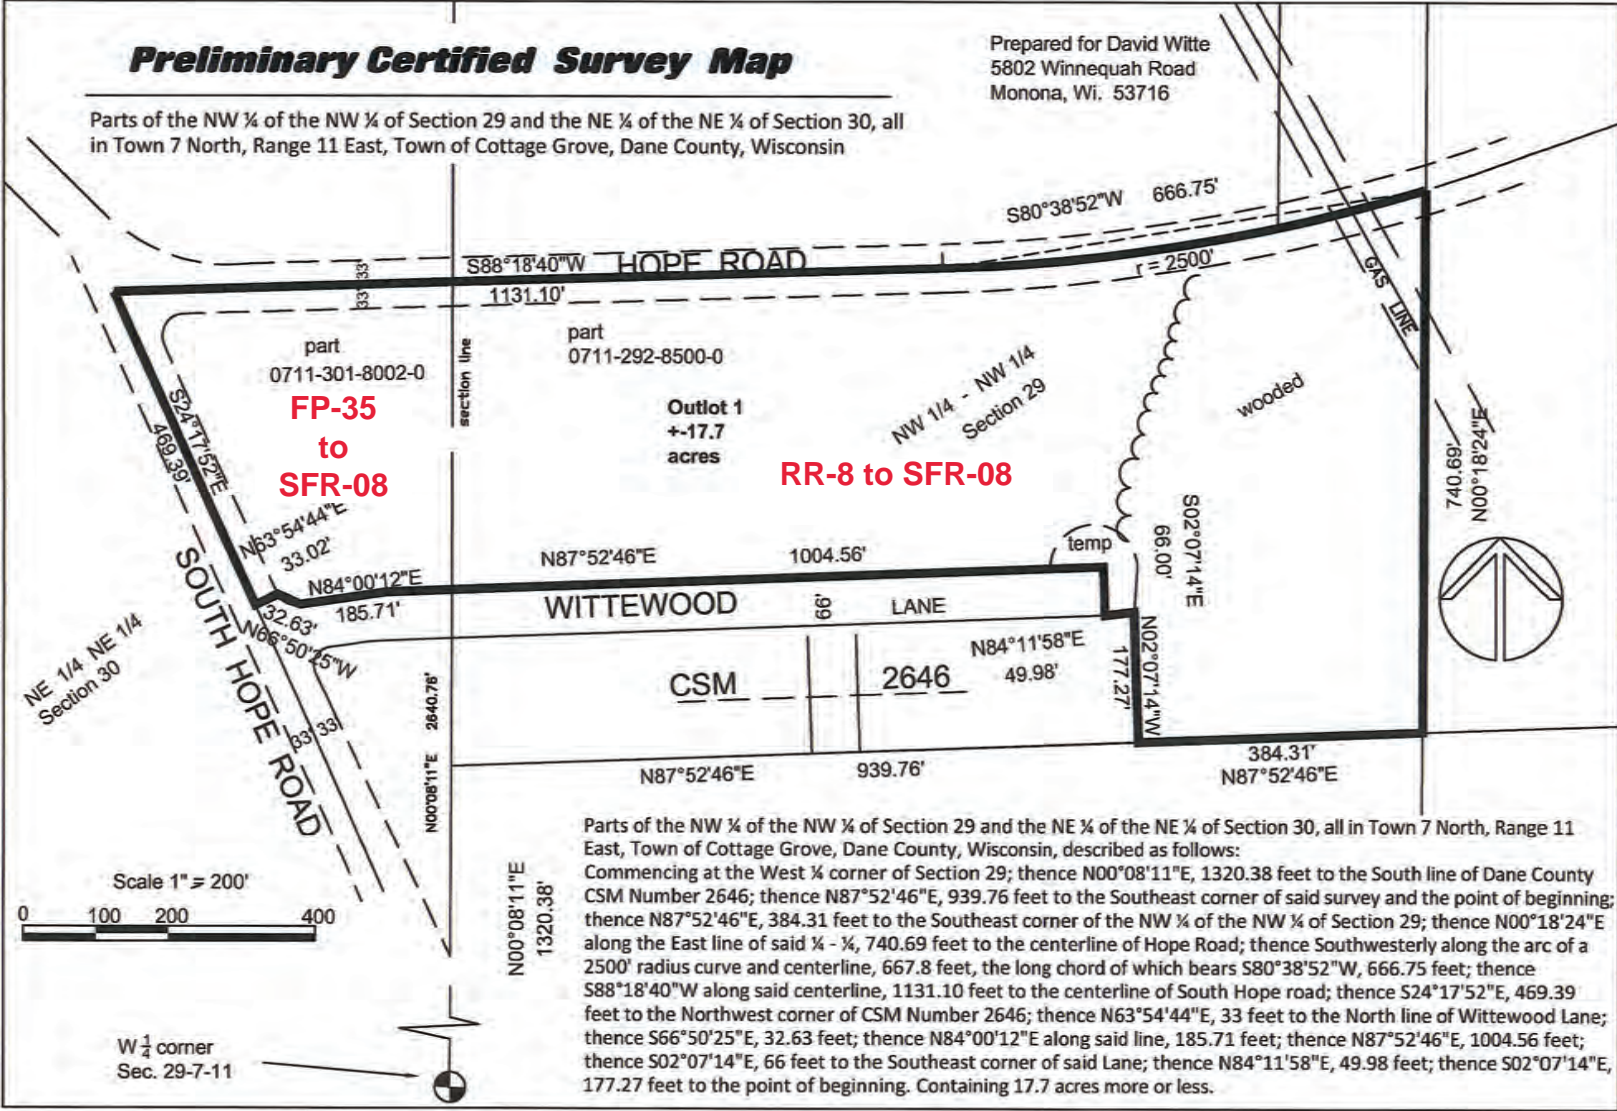 Preliminary Certified Survey Map
Prepared for David Witte
5802 Winnequah Road
Monona, Wi. 53716
Parts of the NW ¼ of the NW ¼ of Section 29 and the NE ¼ of the NE ¼ of Section 30, all
in Town 7 North, Range 11 East, Town of Cottage Grove, Dane County, Wisconsin
S80°38'52"W 666.75'
S88°18'40"W HOPE ROAD
1131.10'
33' 33'
r = 2500'
GAS LINE
part
0711-301-8002-0
section line
part
0711-292-8500-0
FP-35
to
SFR-08
Outlot 1
+-17.7
acres
NW 1/4 - NW 1/4
Section 29
wooded
RR-8 to SFR-08
S24°17'52"E
469.39'
740.69'
N00°18'24"E
N63°54'44"E
33.02'
N84°00'12"E
185.71'
32.63'
N66°50'25"W
N87°52'46"E 1004.56'
temp
S02°07'14"E
66.00'
WITTEWOOD LANE
66'
SOUTH HOPE ROAD
33' 33'
NE 1/4 NE 1/4
Section 30
N84°11'58"E
49.98'
CSM 2646
177.27'
N02°07'14"W
N00°08'11"E 2640.76'
N87°52'46"E 939.76'
384.31'
N87°52'46"E
N00°08'11"E
1320.38'
Scale 1" = 200'
0 100 200 400
W ¼ corner
Sec. 29-7-11
Parts of the NW ¼ of the NW ¼ of Section 29 and the NE ¼ of the NE ¼ of Section 30, all in Town 7 North, Range 11
East, Town of Cottage Grove, Dane County, Wisconsin, described as follows:
Commencing at the West ¼ corner of Section 29; thence N00°08'11"E, 1320.38 feet to the South line of Dane County
CSM Number 2646; thence N87°52'46"E, 939.76 feet to the Southeast corner of said survey and the point of beginning;
thence N87°52'46"E, 384.31 feet to the Southeast corner of the NW ¼ of the NW ¼ of Section 29; thence N00°18'24"E
along the East line of said ¼ - ¼, 740.69 feet to the centerline of Hope Road; thence Southwesterly along the arc of a
2500' radius curve and centerline, 667.8 feet, the long chord of which bears S80°38'52"W, 666.75 feet; thence
S88°18'40"W along said centerline, 1131.10 feet to the centerline of South Hope road; thence S24°17'52"E, 469.39
feet to the Northwest corner of CSM Number 2646; thence N63°54'44"E, 33 feet to the North line of Wittewood Lane;
thence S66°50'25"E, 32.63 feet; thence N84°00'12"E along said line, 185.71 feet; thence N87°52'46"E, 1004.56 feet;
thence S02°07'14"E, 66 feet to the Southeast corner of said Lane; thence N84°11'58"E, 49.98 feet; thence S02°07'14"E,
177.27 feet to the point of beginning. Containing 17.7 acres more or less.